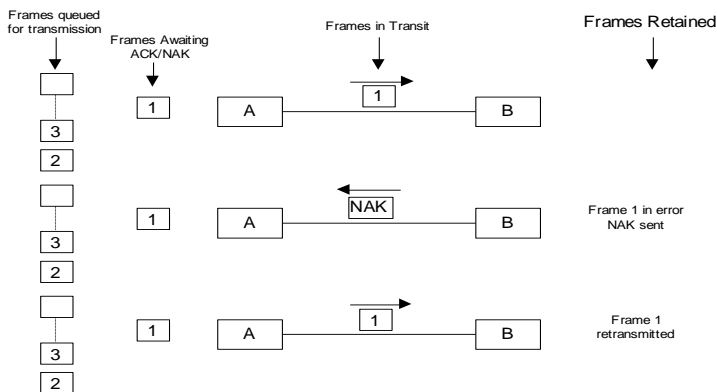 Frames queued
for transmission
Frames Awaiting
ACK/NAK
Frames in Transit
Frames Retained
1
A
1
B
3
2
1
A
NAK
B
Frame 1 in error
NAK sent
3
2
1
A
1
B
Frame 1
retransmitted
3
2